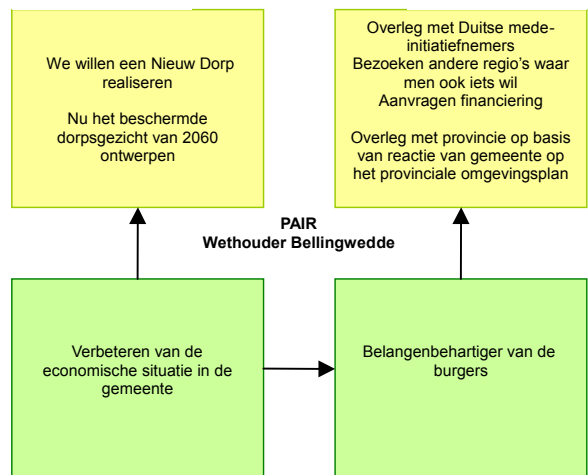 We willen een Nieuw Dorp
realiseren
Nu het beschermde
dorpsgezicht van 2060
ontwerpen
Overleg met Duitse mede-
initiatiefnemers
Bezoeken andere regio's waar
men ook iets wil
Aanvragen financiering
Overleg met provincie op basis
van reactie van gemeente op
het provinciale omgevingsplan
PAIR
Wethouder Bellingwedde
Verbeteren van de
economische situatie in de
gemeente
Belangenbehartiger van de
burgers